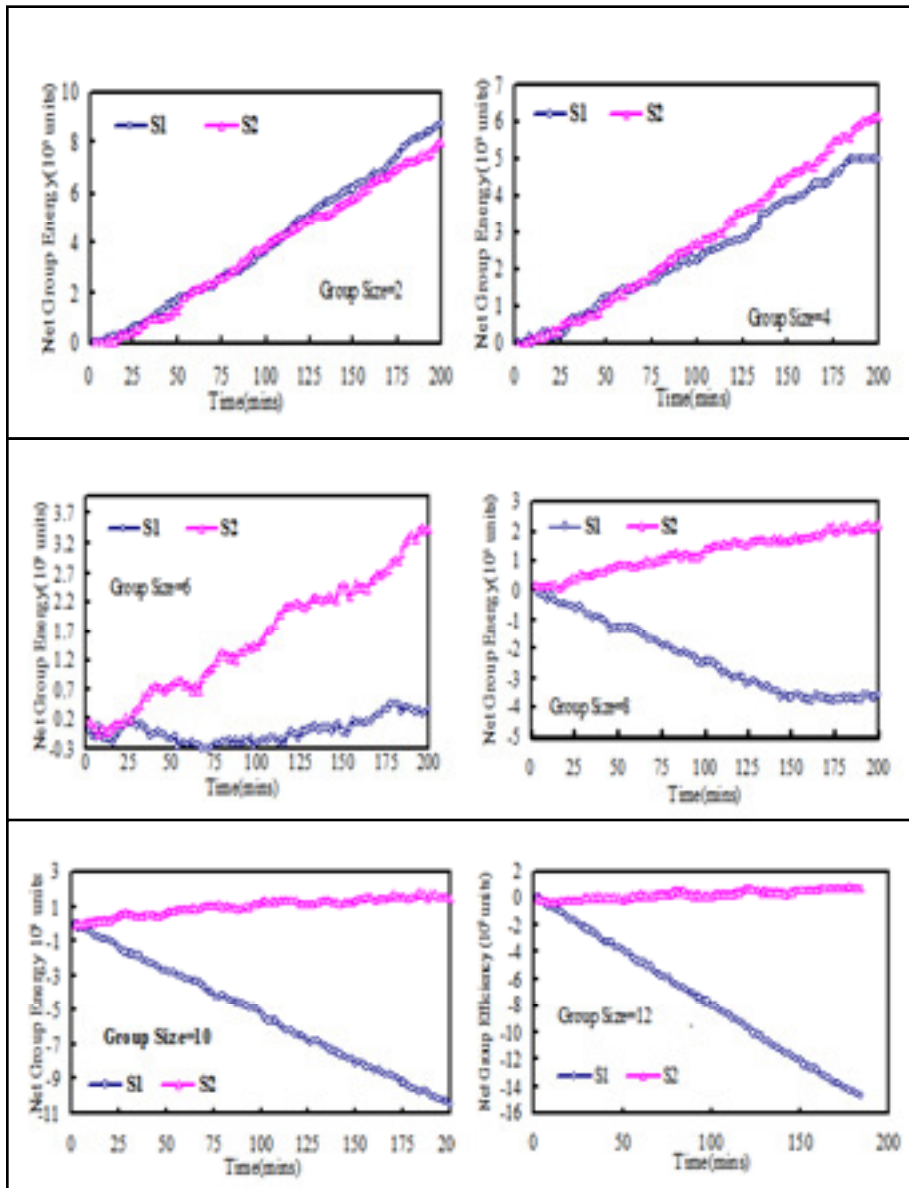 10
8
6
4
2
0
Net Group Energy(10⁶ units)
S1 S2
Group Size=2
0 25 50 75 100 125 150 175 200
Time(mins)
7
6
5
4
3
2
1
0
Net Group Energy(10⁶ units)
S1 S2
Group Size=4
0 25 50 75 100 125 150 175 200
Time(mins)
3.7
3.2
2.7
2.2
1.7
1.2
0.7
0.2
-0.3
Net Group Energy(10⁶ units)
S1 S2
Group Size=6
0 25 50 75 100 125 150 175 200
Time(mins)
3
2
1
0
-1
-2
-3
-4
-5
Net Group Energy(10⁶ units)
S1 S2
Group Size=8
0 25 50 75 100 125 150 175 200
Time(mins)
3
1
-1
-3
-5
-7
-9
-11
Net Group Energy 10⁶ units
Group Size=10
S1 S2
0 25 50 75 100 125 150 175 20
Time(mins)
2
0
-2
-4
-6
-8
-10
-12
-14
-16
Net Group Efficiency (10⁶ units)
Group Size=12
S1 S2
0 50 100 150 200
Time(mins)